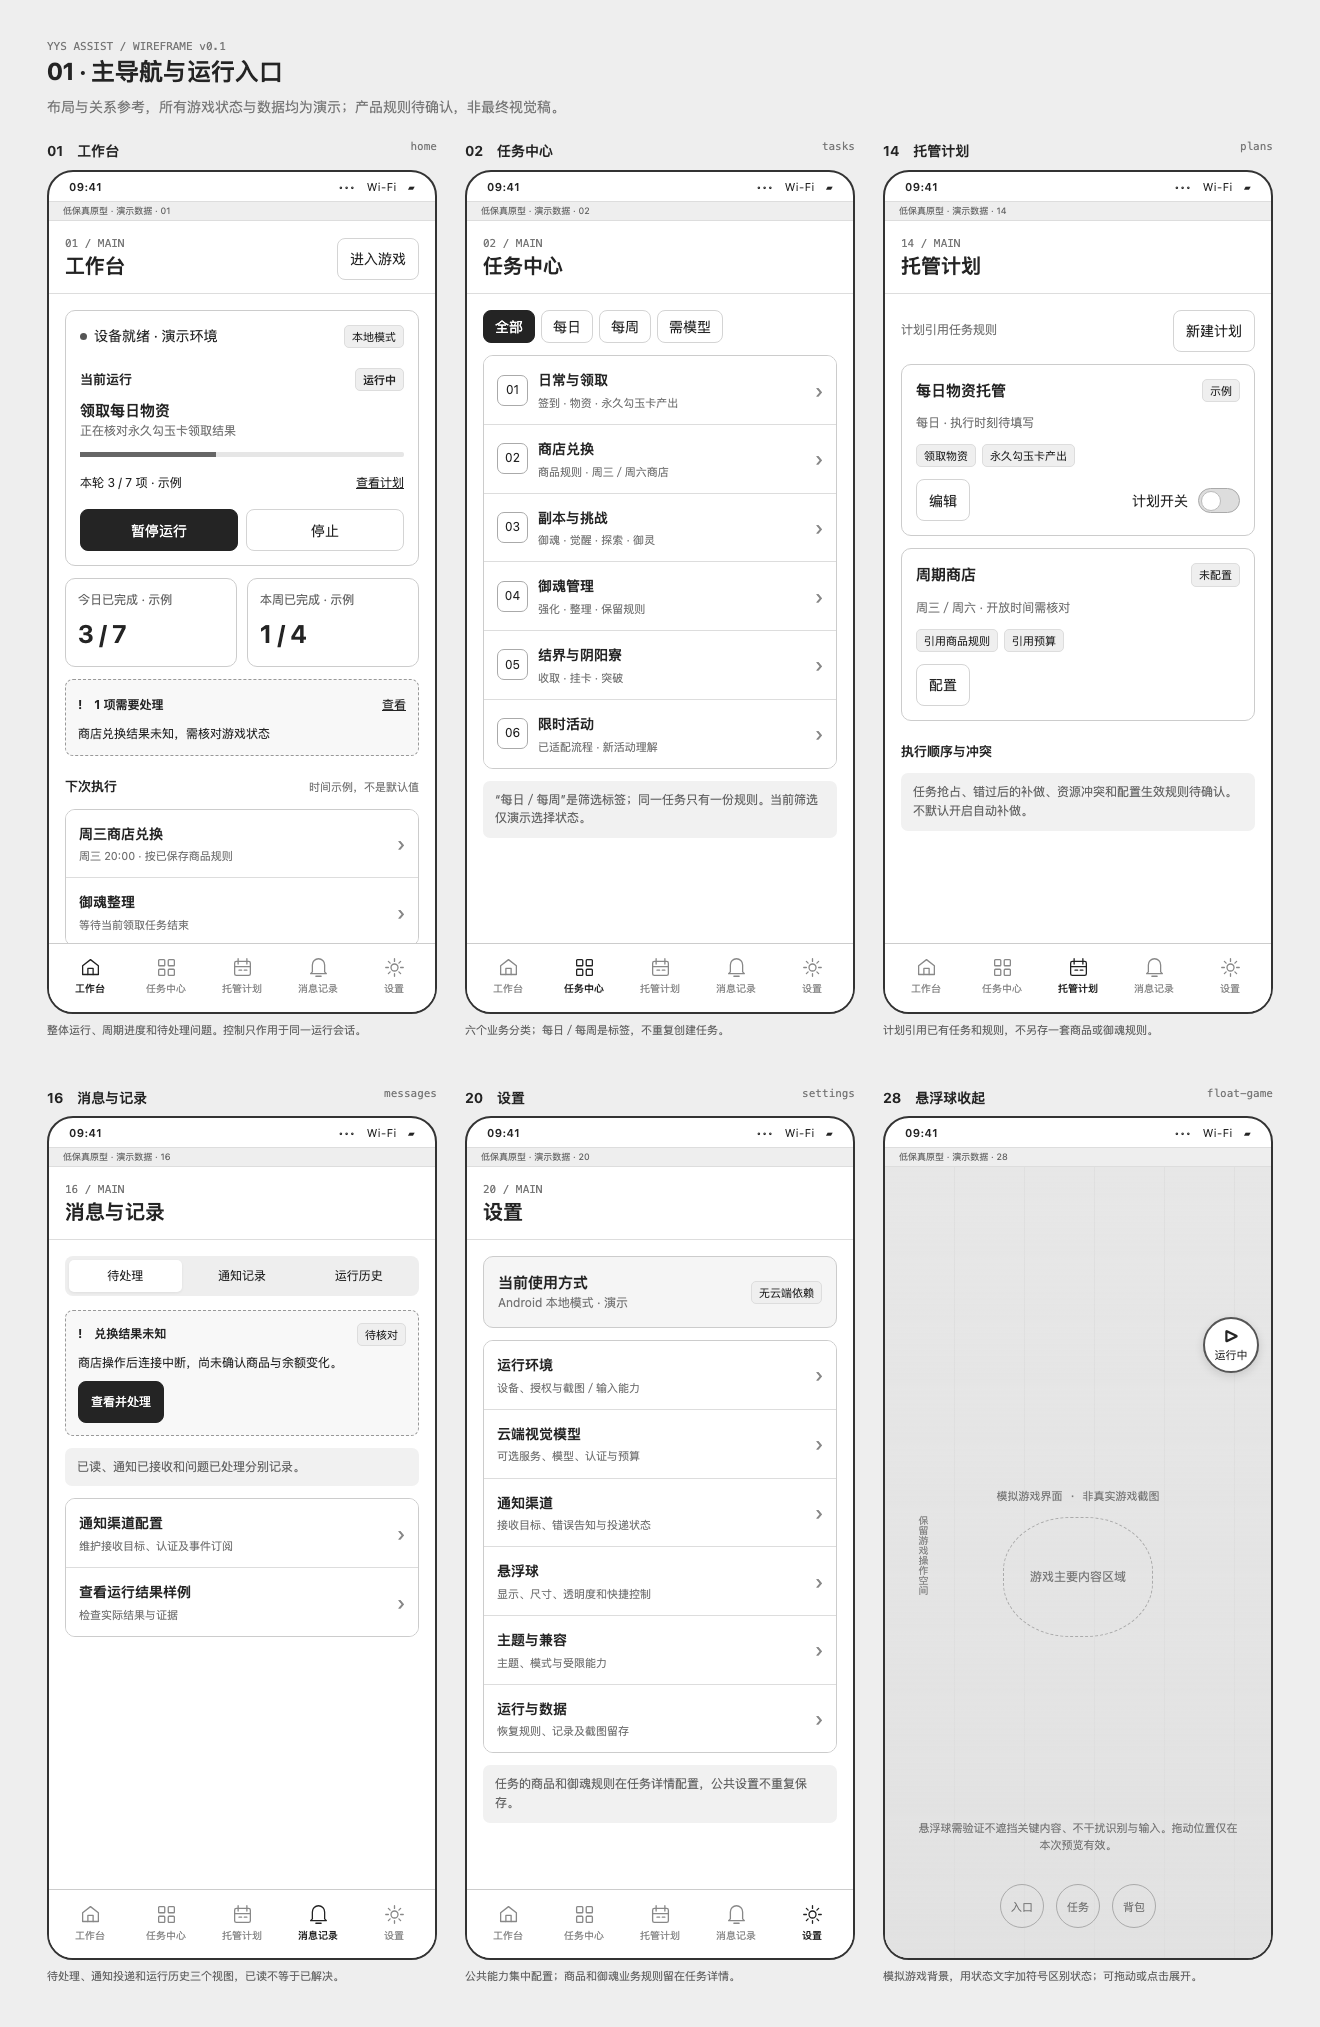 YYS ASSIST / WIREFRAME v0.1
01 · 主导航与运行入口
布局与关系参考，所有游戏状态与数据均为演示；产品规则待确认，非最终视觉稿。
01 工作台 home
09:41 ••• Wi-Fi
低保真原型 · 演示数据 · 01
01 / MAIN
工作台
进入游戏
设备就绪 · 演示环境 本地模式
当前运行 运行中
领取每日物资
正在核对永久勾玉卡领取结果
本轮 3 / 7 项 · 示例 查看计划
暂停运行 停止
今日已完成 · 示例
3 / 7
本周已完成 · 示例
1 / 4
! 1 项需要处理 查看
商店兑换结果未知，需核对游戏状态
下次执行 时间示例，不是默认值
周三商店兑换
周三 20:00 · 按已保存商品规则
御魂整理
等待当前领取任务结束
工作台 任务中心 托管计划 消息记录 设置
整体运行、周期进度和待处理问题。控制只作用于同一运行会话。
02 任务中心 tasks
09:41 ••• Wi-Fi
低保真原型 · 演示数据 · 02
02 / MAIN
任务中心
全部 每日 每周 需模型
01 日常与领取
签到 · 物资 · 永久勾玉卡产出
02 商店兑换
商品规则 · 周三 / 周六商店
03 副本与挑战
御魂 · 觉醒 · 探索 · 御灵
04 御魂管理
强化 · 整理 · 保留规则
05 结界与阴阳寮
收取 · 挂卡 · 突破
06 限时活动
已适配流程 · 新活动理解
“每日 / 每周”是筛选标签；同一任务只有一份规则。当前筛选
仅演示选择状态。
工作台 任务中心 托管计划 消息记录 设置
六个业务分类；每日 / 每周是标签，不重复创建任务。
14 托管计划 plans
09:41 ••• Wi-Fi
低保真原型 · 演示数据 · 14
14 / MAIN
托管计划
计划引用任务规则 新建计划
每日物资托管 示例
每日 · 执行时刻待填写
领取物资 永久勾玉卡产出
编辑 计划开关
周期商店 未配置
周三 / 周六 · 开放时间需核对
引用商品规则 引用预算
配置
执行顺序与冲突
任务抢占、错过后的补做、资源冲突和配置生效规则待确认。
不默认开启自动补做。
工作台 任务中心 托管计划 消息记录 设置
计划引用已有任务和规则，不另存一套商品或御魂规则。
16 消息与记录 messages
09:41 ••• Wi-Fi
低保真原型 · 演示数据 · 16
16 / MAIN
消息与记录
待处理 通知记录 运行历史
! 兑换结果未知 待核对
商店操作后连接中断，尚未确认商品与余额变化。
查看并处理
已读、通知已接收和问题已处理分别记录。
通知渠道配置
维护接收目标、认证及事件订阅
查看运行结果样例
检查实际结果与证据
工作台 任务中心 托管计划 消息记录 设置
待处理、通知投递和运行历史三个视图，已读不等于已解决。
20 设置 settings
09:41 ••• Wi-Fi
低保真原型 · 演示数据 · 20
20 / MAIN
设置
当前使用方式
Android 本地模式 · 演示
无云端依赖
运行环境
设备、授权与截图 / 输入能力
云端视觉模型
可选服务、模型、认证与预算
通知渠道
接收目标、错误告知与投递状态
悬浮球
显示、尺寸、透明度和快捷控制
主题与兼容
主题、模式与受限能力
运行与数据
恢复规则、记录及截图留存
任务的商品和御魂规则在任务详情配置，公共设置不重复保
存。
工作台 任务中心 托管计划 消息记录 设置
公共能力集中配置；商品和御魂业务规则留在任务详情。
28 悬浮球收起 float-game
09:41 ••• Wi-Fi
低保真原型 · 演示数据 · 28
运行中
模拟游戏界面 · 非真实游戏截图
保留游戏操作空间
游戏主要内容区域
悬浮球需验证不遮挡关键内容、不干扰识别与输入。拖动位置仅在
本次预览有效。
入口 任务 背包
模拟游戏背景，用状态文字加符号区别状态；可拖动或点击展开。